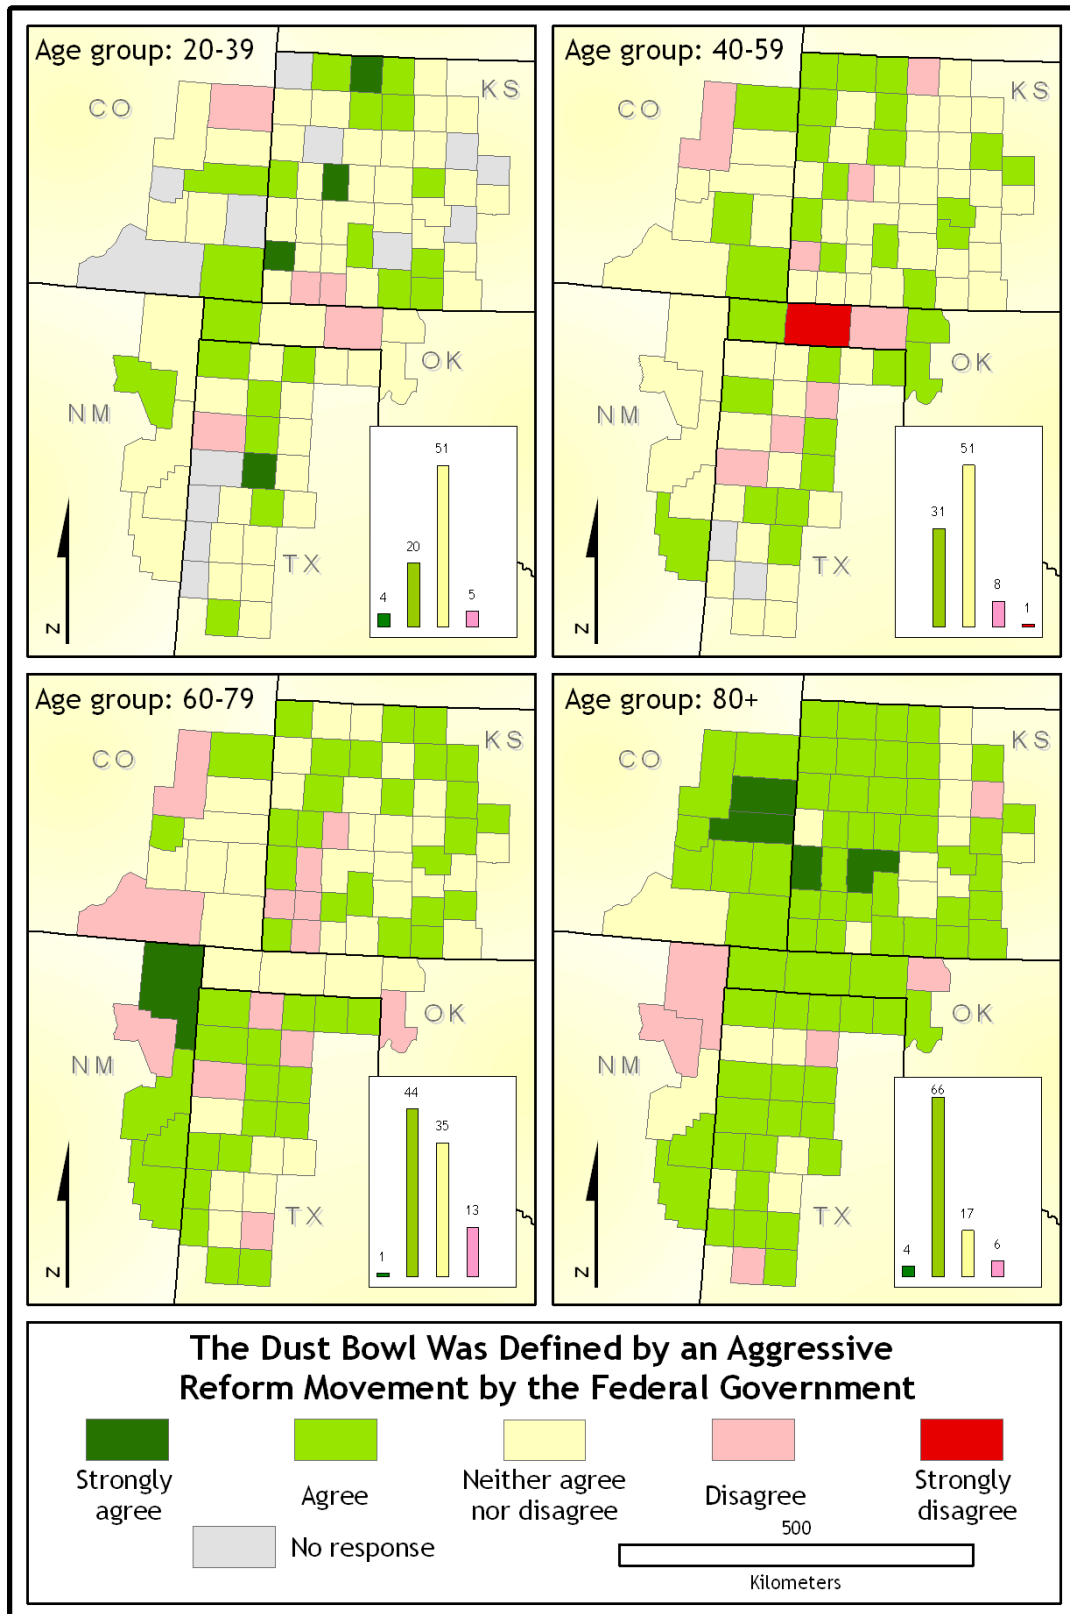 Age group: 20-39
CO
KS
NM
OK
TX
4
20
51
5
N
Age group: 40-59
CO
KS
NM
OK
TX
31
51
8
1
N
Age group: 60-79
CO
KS
NM
OK
TX
1
44
35
13
N
Age group: 80+
CO
KS
NM
OK
TX
4
66
17
6
N
The Dust Bowl Was Defined by an Aggressive
Reform Movement by the Federal Government
Strongly
agree
Agree
Neither agree
nor disagree
Disagree
Strongly
disagree
No response
500
Kilometers